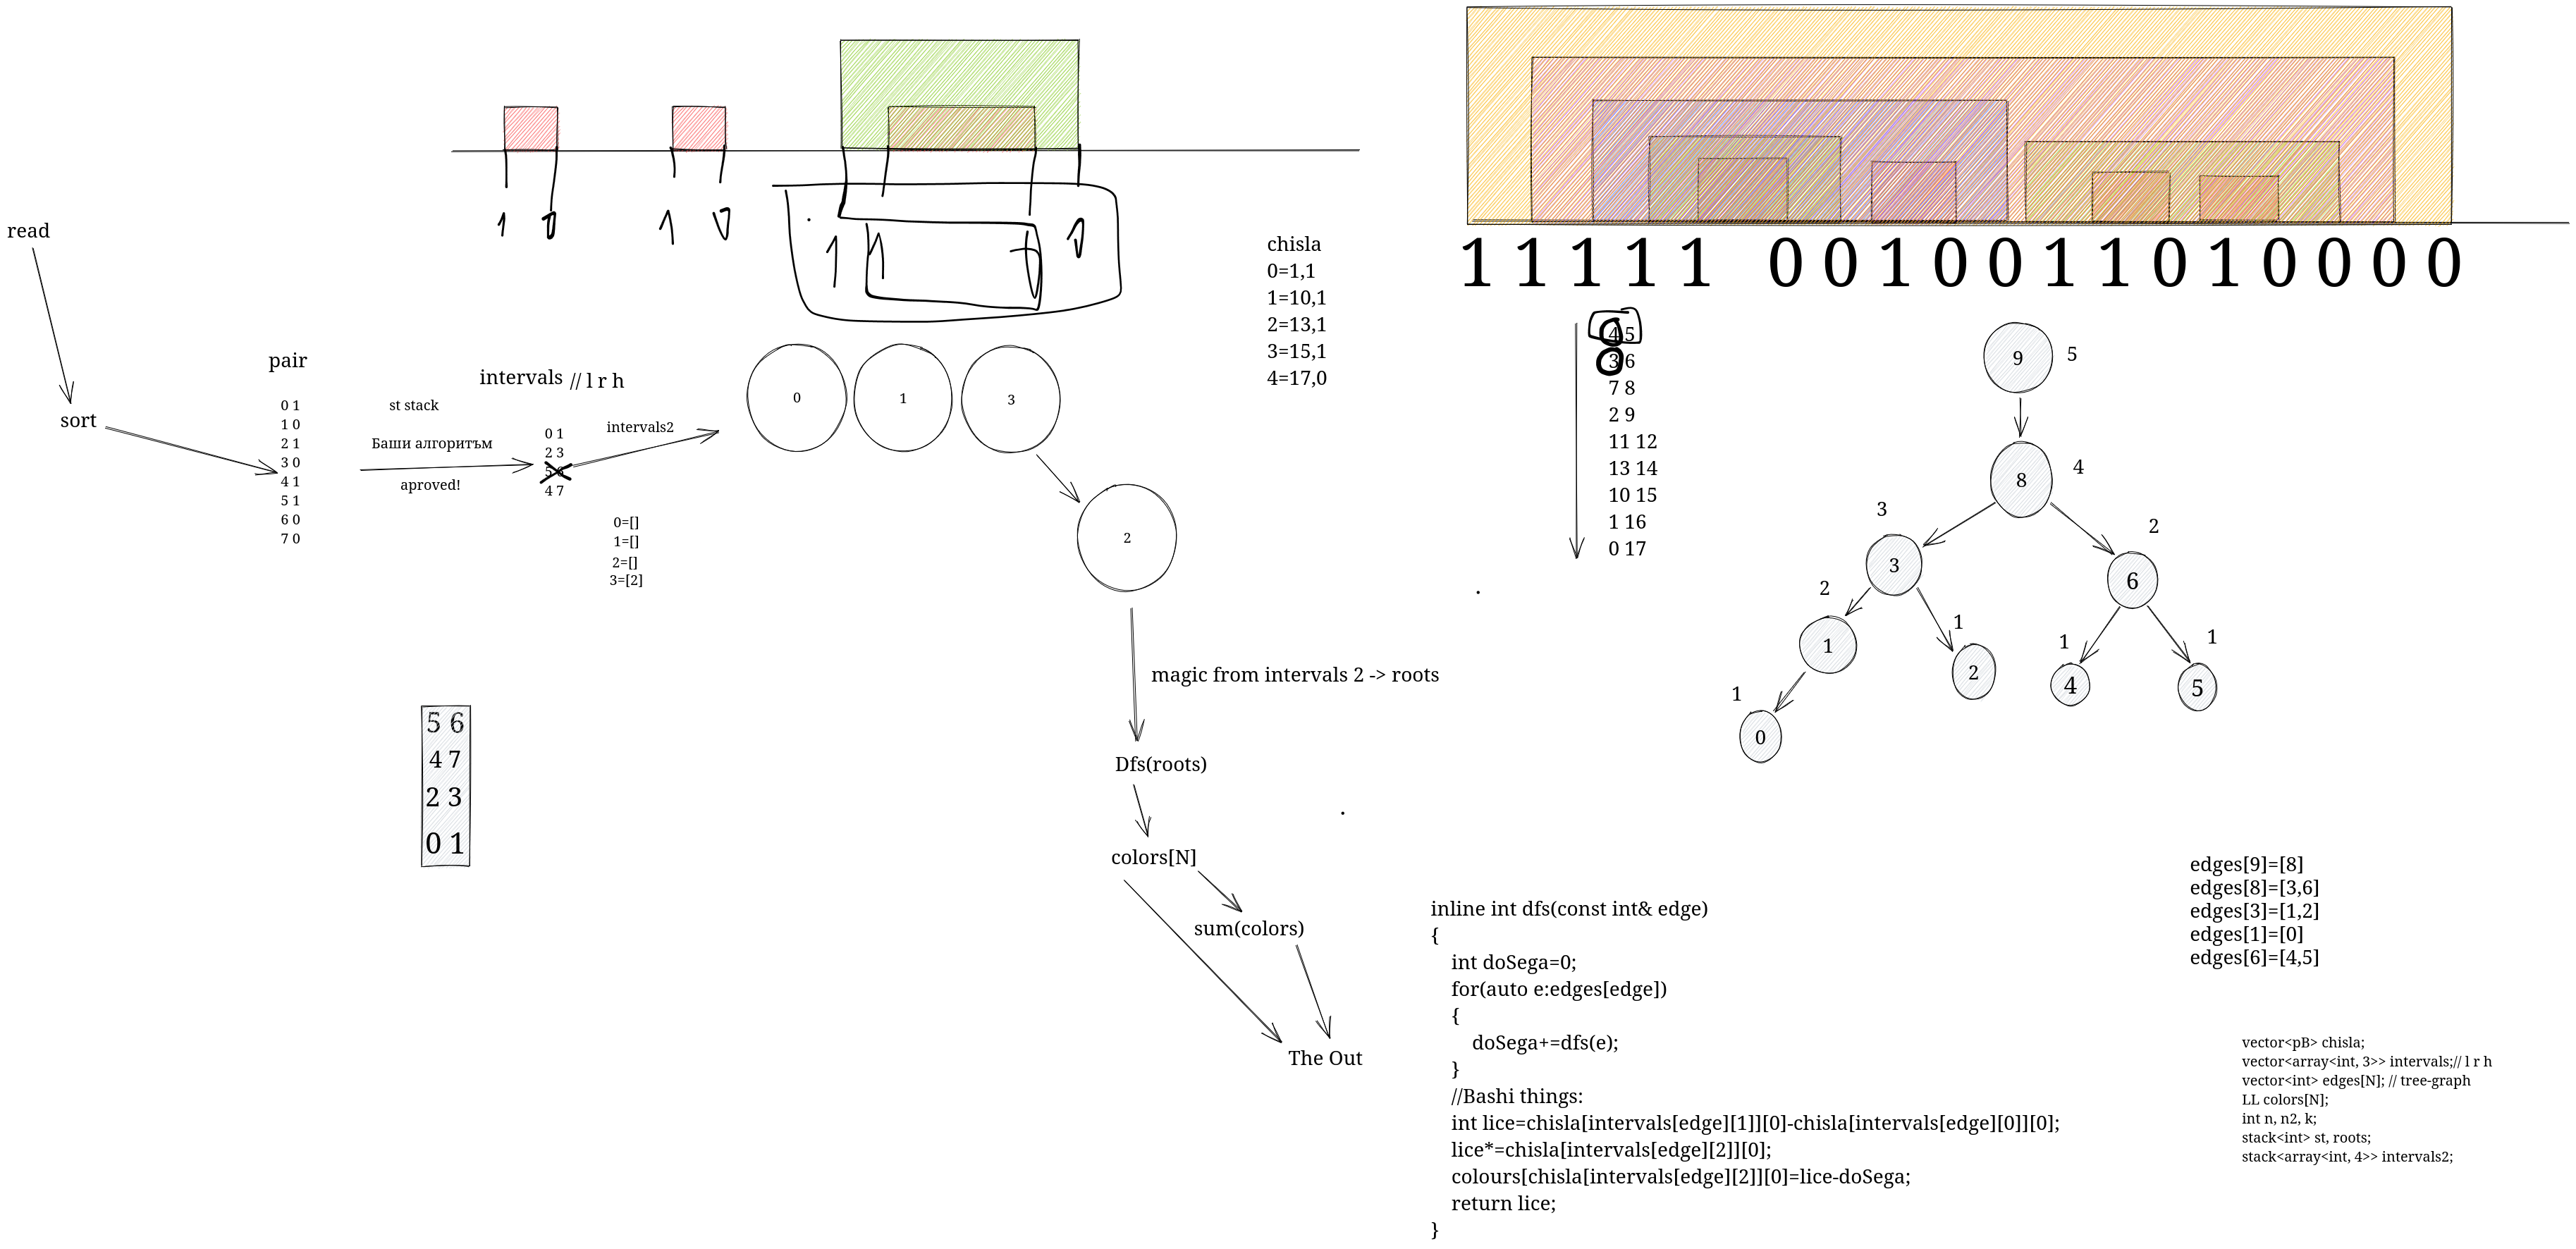 1 0 1 0
1 1 0 0
read
sort
pair
0 1
1 0
2 1
3 0
4 1
5 1
6 0
7 0
st stack
Баши алгоритъм
aproved!
intervals // l r h
0 1
2 3
5 6
4 7
intervals2
0=[]
1=[]
2=[]
3=[2]
0
1
3
2
5 6
4 7
2 3
0 1
magic from intervals 2 -> roots
Dfs(roots)
colors[N]
sum(colors)
The Out
chisla
0=1,1
1=10,1
2=13,1
3=15,1
4=17,0
1 1 1 1 1 0 0 1 0 0 1 1 0 1 0 0 0 0
4 5
3 6
7 8
2 9
11 12
13 14
10 15
1 16
0 17
9 5
8 4
3 3
6 2
1 2
2 1
4 1
5 1
0 1
inline int dfs(const int& edge)
{
int doSega=0;
for(auto e:edges[edge])
{
doSega+=dfs(e);
}
//Bashi things:
int lice=chisla[intervals[edge][1]][0]-chisla[intervals[edge][0]][0];
lice*=chisla[intervals[edge][2]][0];
colours[chisla[intervals[edge][2]][0]=lice-doSega;
return lice;
}
edges[9]=[8]
edges[8]=[3,6]
edges[3]=[1,2]
edges[1]=[0]
edges[6]=[4,5]
vector<pB> chisla;
vector<array<int, 3>> intervals;// l r h
vector<int> edges[N]; // tree-graph
LL colors[N];
int n, n2, k;
stack<int> st, roots;
stack<array<int, 4>> intervals2;